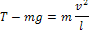 T − mg = m v²/l